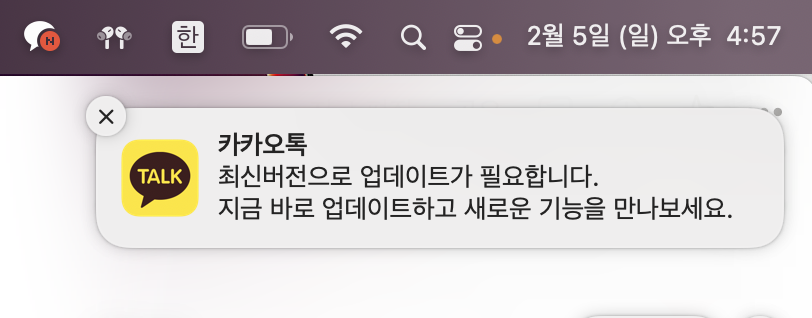 N
한
2월 5일 (일) 오후 4:57
카카오톡
TALK
최신버전으로 업데이트가 필요합니다.
지금 바로 업데이트하고 새로운 기능을 만나보세요.